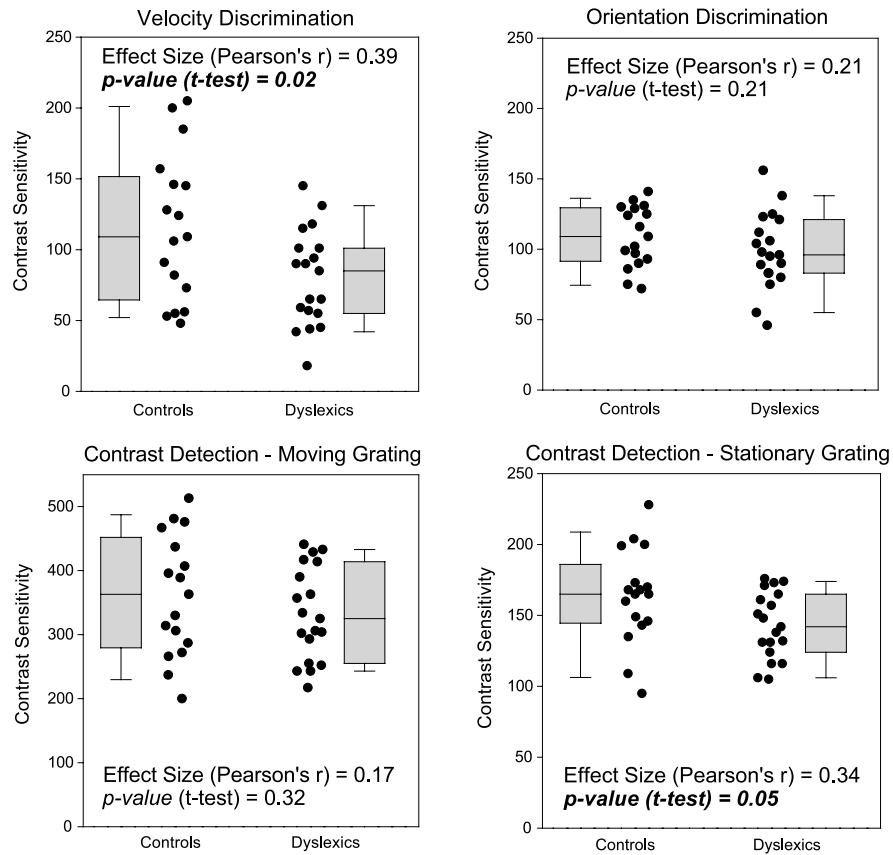 Velocity Discrimination
Effect Size (Pearson's r) = 0.39
p-value (t-test) = 0.02
Contrast Sensitivity
250
200
150
100
50
0
Controls
Dyslexics
Orientation Discrimination
Effect Size (Pearson's r) = 0.21
p-value (t-test) = 0.21
Contrast Sensitivity
250
200
150
100
50
0
Controls
Dyslexics
Contrast Detection - Moving Grating
Contrast Sensitivity
500
400
300
200
100
0
Effect Size (Pearson's r) = 0.17
p-value (t-test) = 0.32
Controls
Dyslexics
Contrast Detection - Stationary Grating
Contrast Sensitivity
250
200
150
100
50
0
Effect Size (Pearson's r) = 0.34
p-value (t-test) = 0.05
Controls
Dyslexics